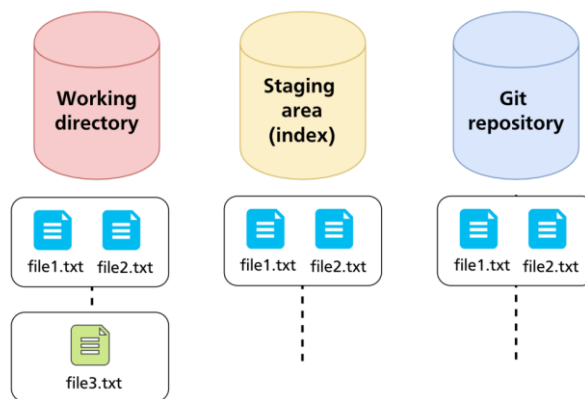 Working
directory
Staging
area
(index)
Git
repository
file1.txt file2.txt
file1.txt file2.txt
file1.txt file2.txt
file3.txt